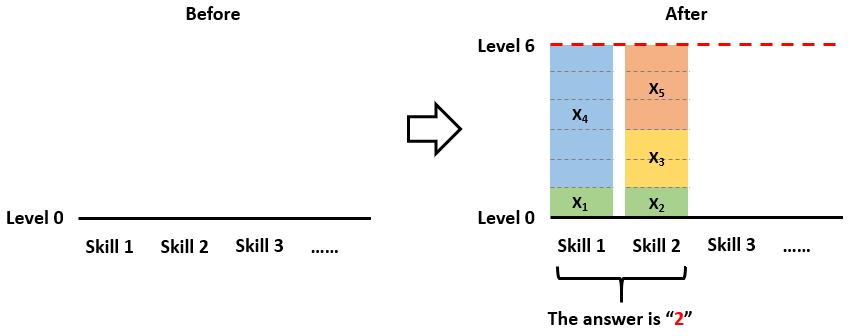 Before
After
Level 0
Skill 1 Skill 2 Skill 3 ......
Level 6
X₅
X₄
X₃
X₁ X₂
Level 0
Skill 1 Skill 2 Skill 3 ......
The answer is “2”